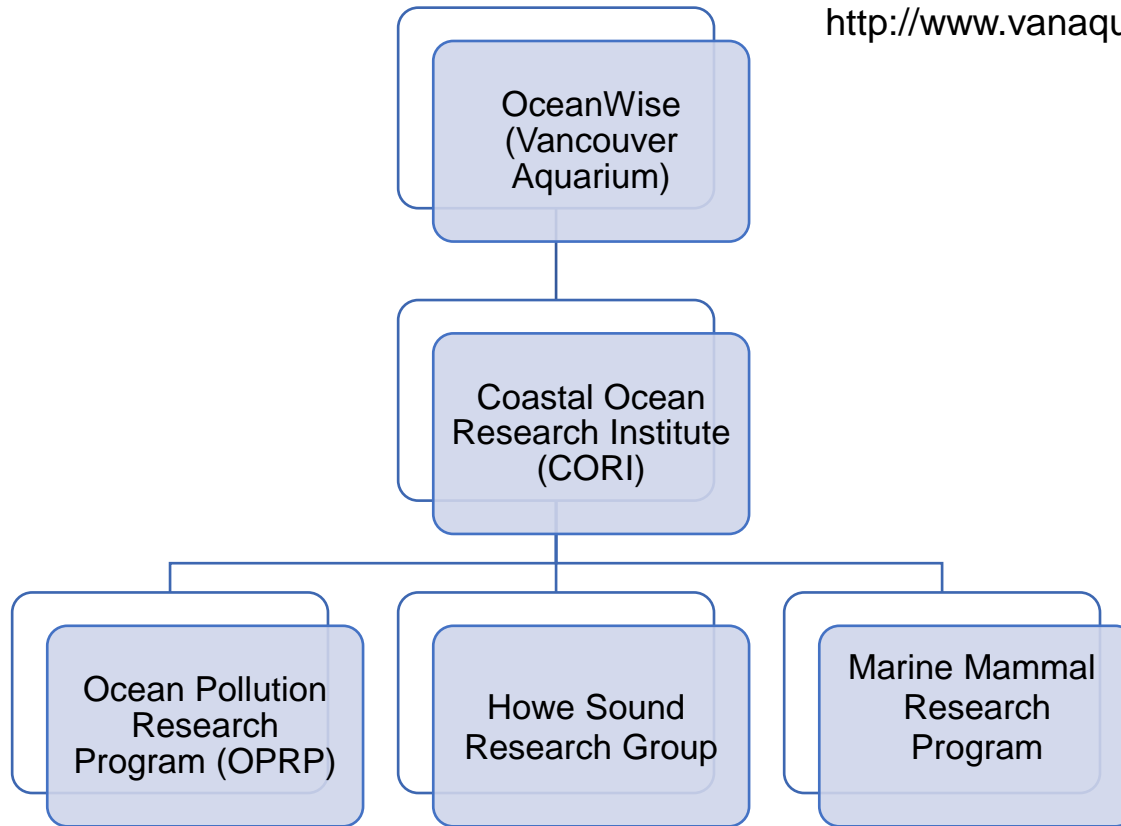 http://www.vanaqu
OceanWise
(Vancouver
Aquarium)
Coastal Ocean
Research Institute
(CORI)
Ocean Pollution
Research
Program (OPRP)
Howe Sound
Research Group
Marine Mammal
Research
Program